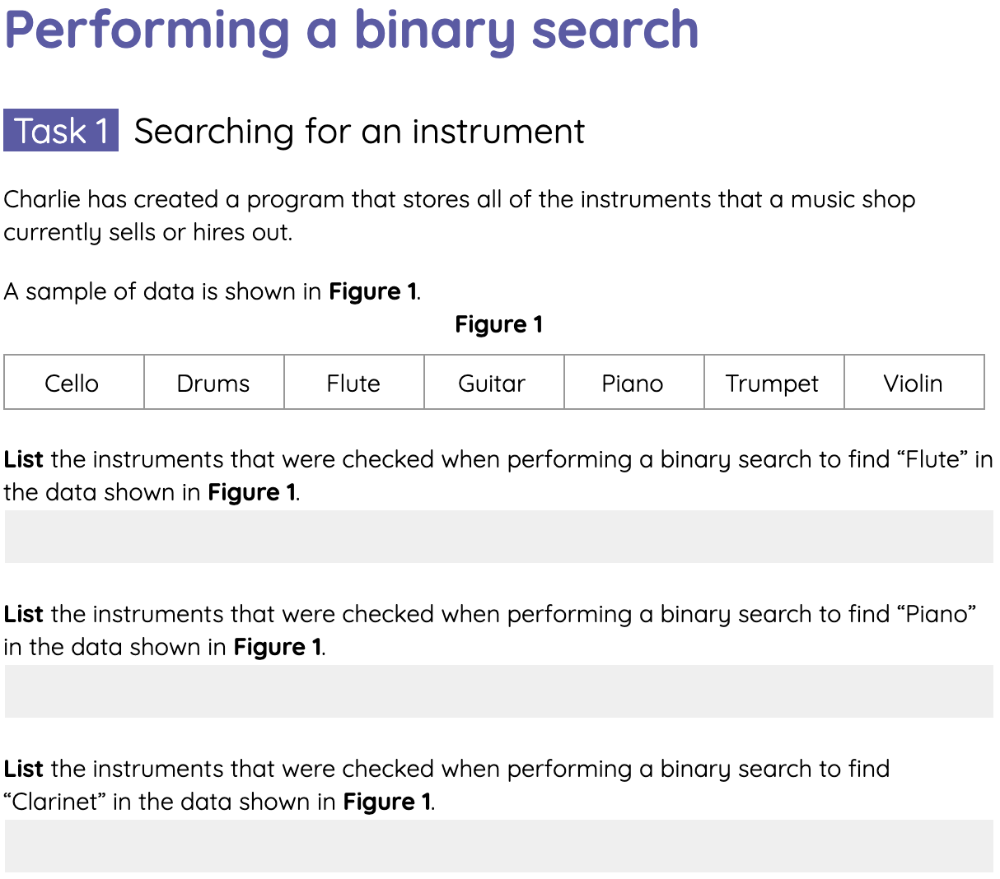 Performing a binary search
Task 1 Searching for an instrument
Charlie has created a program that stores all of the instruments that a music shop
currently sells or hires out.
A sample of data is shown in Figure 1.
Figure 1
Cello Drums Flute Guitar Piano Trumpet Violin
List the instruments that were checked when performing a binary search to find “Flute” in
the data shown in Figure 1.
List the instruments that were checked when performing a binary search to find “Piano”
in the data shown in Figure 1.
List the instruments that were checked when performing a binary search to find
“Clarinet” in the data shown in Figure 1.